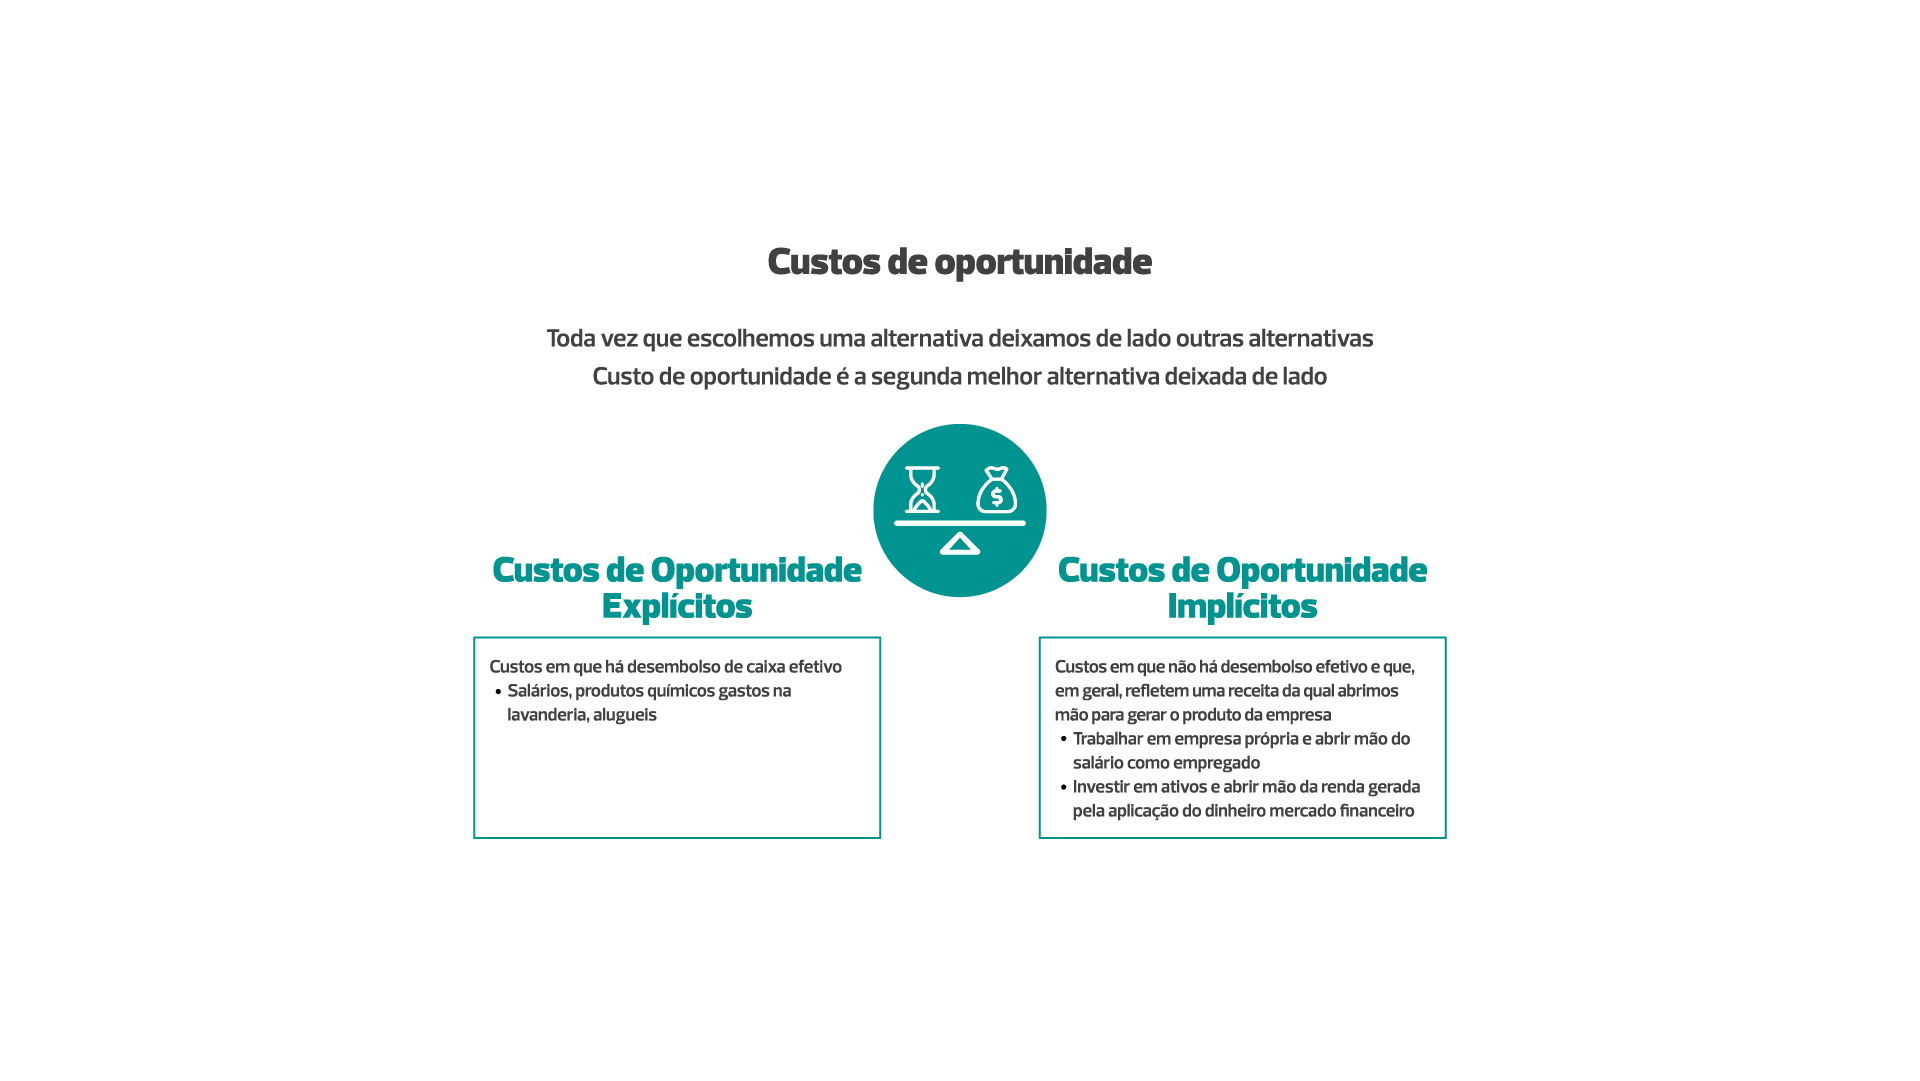 Custos de oportunidade
Toda vez que escolhemos uma alternativa deixamos de lado outras alternativas
Custo de oportunidade é a segunda melhor alternativa deixada de lado
$
Custos de Oportunidade
Explícitos
Custos em que há desembolso de caixa efetivo
• Salários, produtos químicos gastos na
lavanderia, alugueis
Custos de Oportunidade
Implícitos
Custos em que não há desembolso efetivo e que,
em geral, refletem uma receita da qual abrimos
mão para gerar o produto da empresa
• Trabalhar em empresa própria e abrir mão do
salário como empregado
• Investir em ativos e abrir mão da renda gerada
pela aplicação do dinheiro mercado financeiro